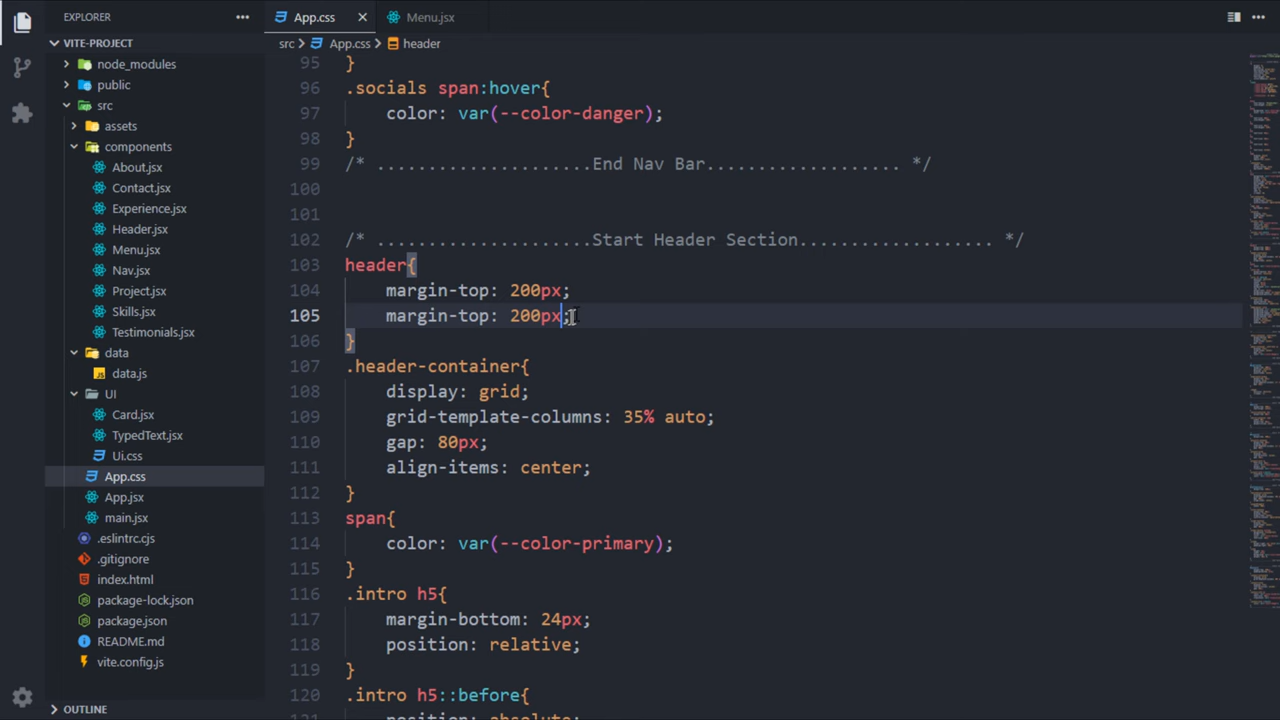 EXPLORER
VITE-PROJECT
node_modules
public
src
assets
components
About.jsx
Contact.jsx
Experience.jsx
Header.jsx
Menu.jsx
Nav.jsx
Project.jsx
Skills.jsx
Testimonials.jsx
data
data.js
UI
Card.jsx
TypedText.jsx
Ui.css
App.css
App.jsx
main.jsx
.eslintrc.cjs
.gitignore
index.html
package-lock.json
package.json
README.md
vite.config.js
OUTLINE
App.css
Menu.jsx
src > App.css > header
95 }
96 .socials span:hover{
97 color: var(--color-danger);
98 }
99 /* .....................End Nav Bar................... */
100
101
102 /* .....................Start Header Section................... */
103 header{
104 margin-top: 200px;
105 margin-top: 200px;
106 }
107 .header-container{
108 display: grid;
109 grid-template-columns: 35% auto;
110 gap: 80px;
111 align-items: center;
112 }
113 span{
114 color: var(--color-primary);
115 }
116 .intro h5{
117 margin-bottom: 24px;
118 position: relative;
119 }
120 .intro h5::before{
position: absolute;